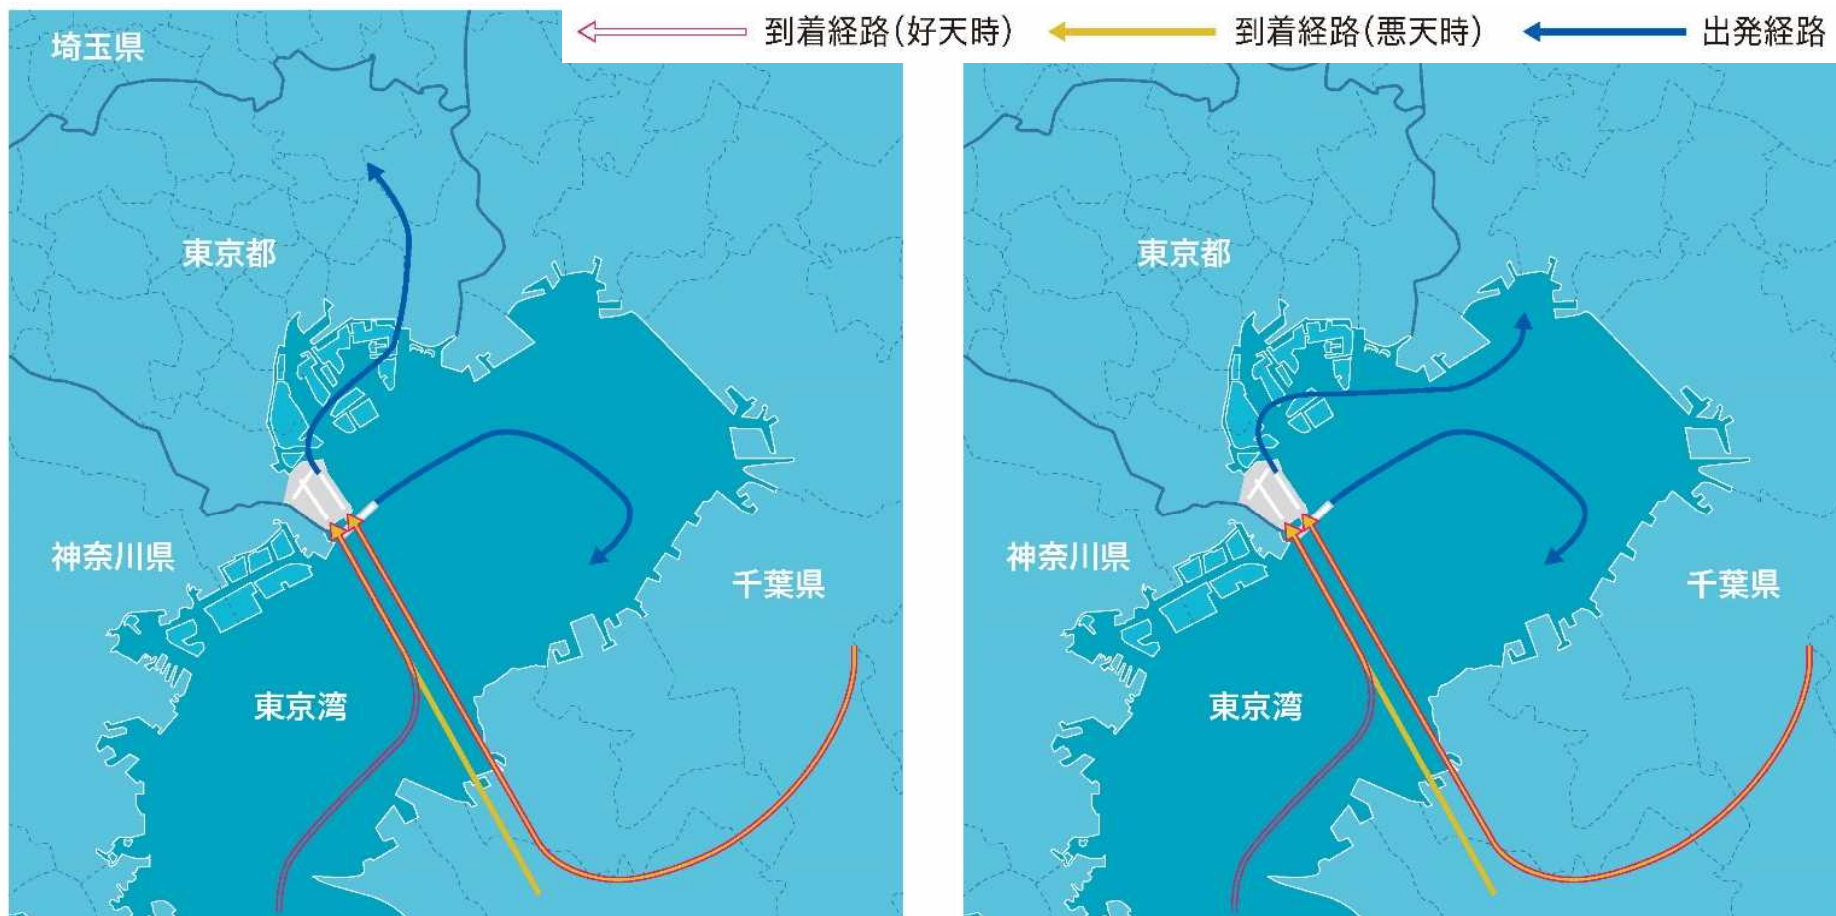 到着経路(好天時)
到着経路(悪天時)
出発経路
埼玉県
東京都
神奈川県
千葉県
東京湾
東京都
神奈川県
千葉県
東京湾